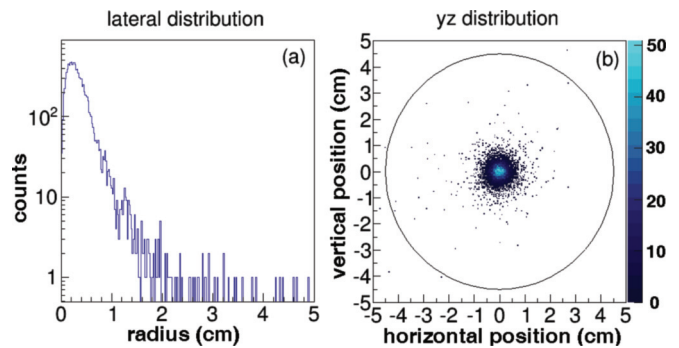 lateral distribution
(a)
counts
10²
10
1
0 1 2 3 4 5
radius (cm)
yz distribution
(b)
vertical position (cm)
5
4
3
2
1
0
-1
-2
-3
-4
-5
-5 -4 -3 -2 -1 0 1 2 3 4 5
horizontal position (cm)
50
40
30
20
10
0